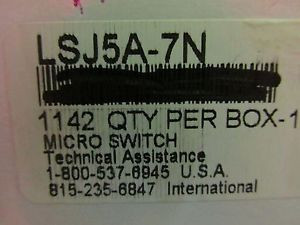 LSJ5A-7N
1142 QTY PER BOX-1
MICRO SWITCH
Technical Assistance
1-800-537-6945 U.S.A.
815-235-6847 International